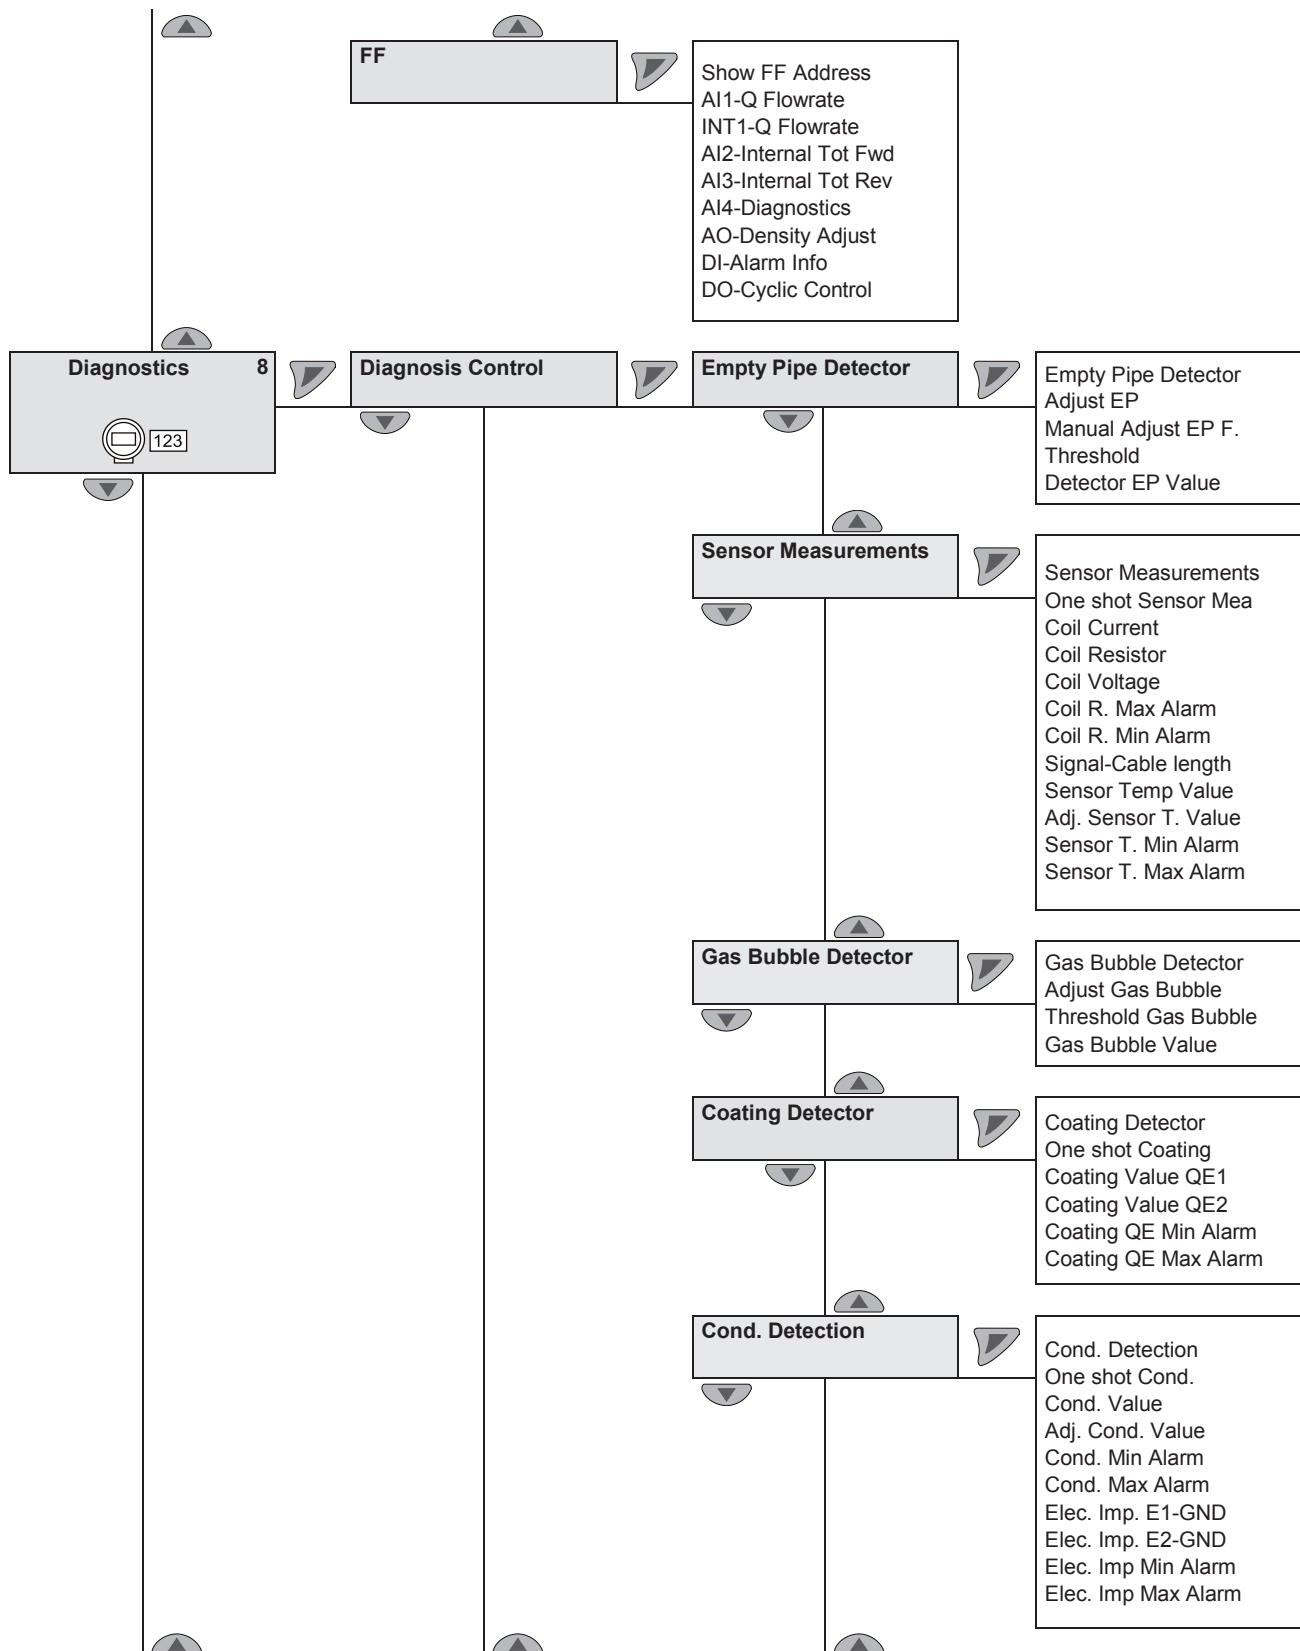 FF
Show FF Address
AI1-Q Flowrate
INT1-Q Flowrate
AI2-Internal Tot Fwd
AI3-Internal Tot Rev
AI4-Diagnostics
AO-Density Adjust
DI-Alarm Info
DO-Cyclic Control
Diagnostics 8
123
Diagnosis Control
Empty Pipe Detector
Empty Pipe Detector
Adjust EP
Manual Adjust EP F.
Threshold
Detector EP Value
Sensor Measurements
Sensor Measurements
One shot Sensor Mea
Coil Current
Coil Resistor
Coil Voltage
Coil R. Max Alarm
Coil R. Min Alarm
Signal-Cable length
Sensor Temp Value
Adj. Sensor T. Value
Sensor T. Min Alarm
Sensor T. Max Alarm
Gas Bubble Detector
Gas Bubble Detector
Adjust Gas Bubble
Threshold Gas Bubble
Gas Bubble Value
Coating Detector
Coating Detector
One shot Coating
Coating Value QE1
Coating Value QE2
Coating QE Min Alarm
Coating QE Max Alarm
Cond. Detection
Cond. Detection
One shot Cond.
Cond. Value
Adj. Cond. Value
Cond. Min Alarm
Cond. Max Alarm
Elec. Imp. E1-GND
Elec. Imp. E2-GND
Elec. Imp Min Alarm
Elec. Imp Max Alarm